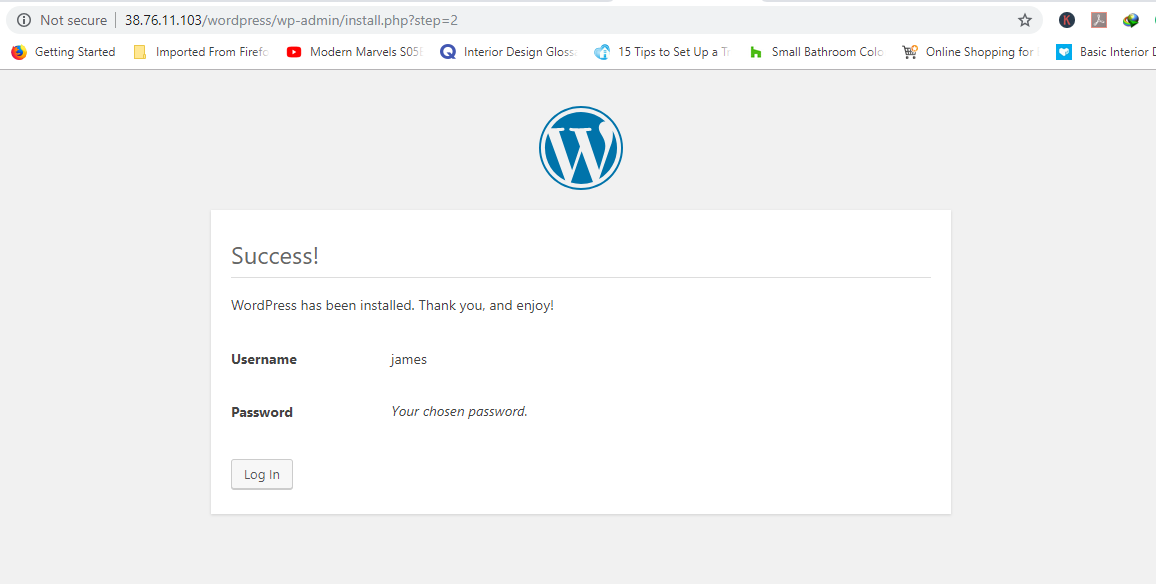 Not secure 38.76.11.103/wordpress/wp-admin/install.php?step=2
Getting Started Imported From Firefo Modern Marvels S05E Interior Design Gloss 15 Tips to Set Up a Tr Small Bathroom Colo Online Shopping for Basic Interior D
Success!
WordPress has been installed. Thank you, and enjoy!
Username james
Password Your chosen password.
Log In